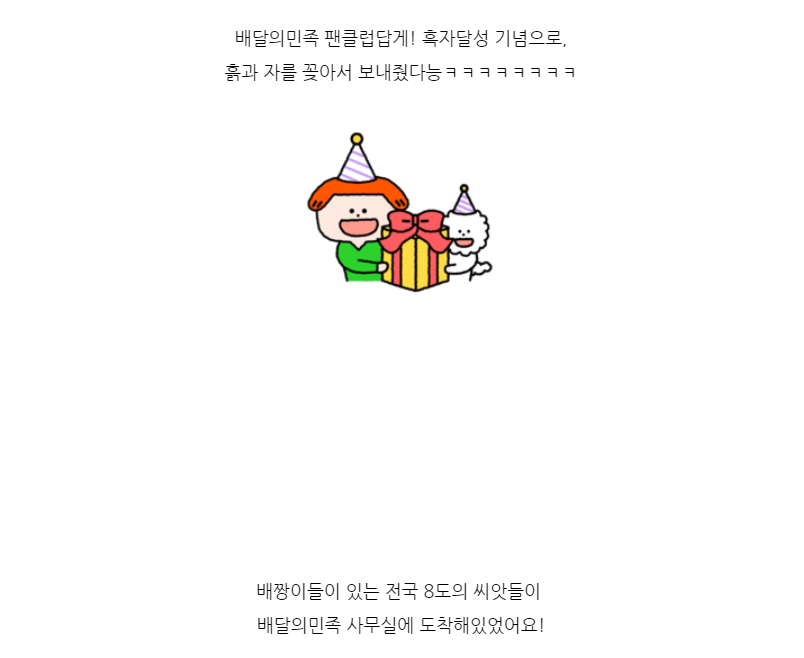 배달의민족 팬클럽답게! 흑자달성 기념으로,
흙과 자를 꽂아서 보내줬다능ㅋㅋㅋㅋㅋㅋㅋㅋ
배짱이들이 있는 전국 8도의 씨앗들이
배달의민족 사무실에 도착해있었어요!